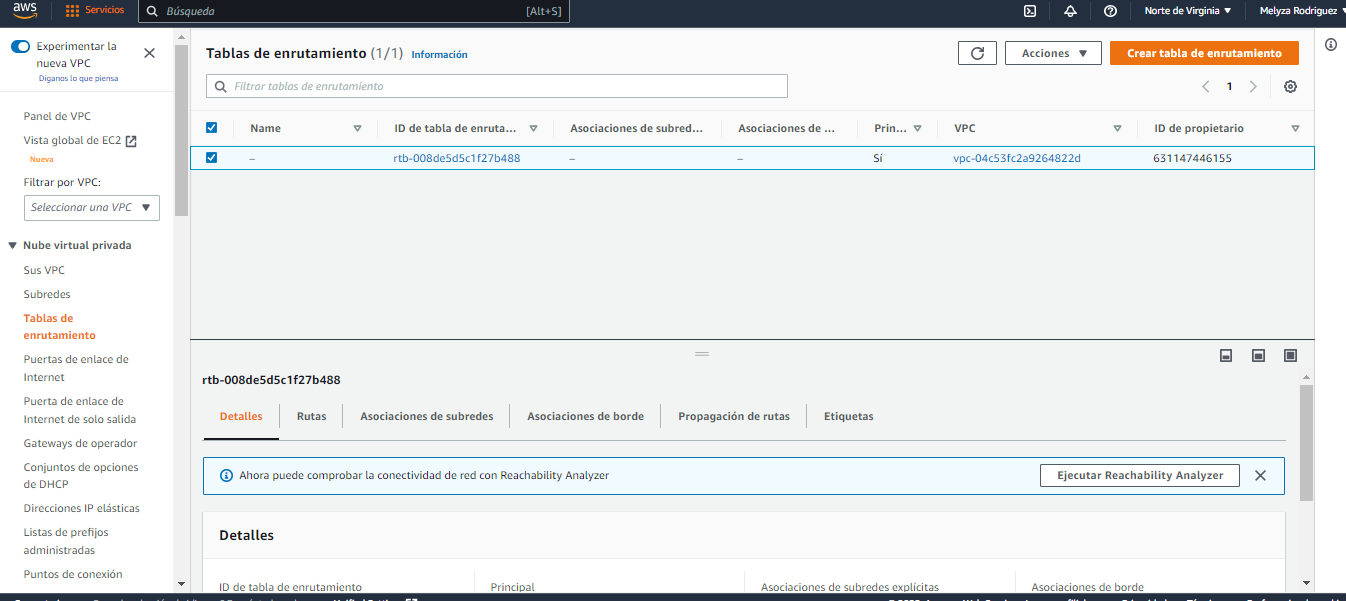 aws
Servicios
Búsqueda
[Alt+S]
Norte de Virginia
Melyza Rodriguez
Experimentar la
nueva VPC
Díganos lo que piensa
Panel de VPC
Vista global de EC2
Nueva
Filtrar por VPC:
Seleccionar una VPC
Nube virtual privada
Sus VPC
Subredes
Tablas de
enrutamiento
Puertas de enlace de
Internet
Puerta de enlace de
Internet de solo salida
Gateways de operador
Conjuntos de opciones
de DHCP
Direcciones IP elásticas
Listas de prefijos
administradas
Puntos de conexión
Tablas de enrutamiento (1/1) Información
Acciones
Crear tabla de enrutamiento
Filtrar tablas de enrutamiento
1
Name ID de tabla de enruta... Asociaciones de subred... Asociaciones de ... Prin... VPC ID de propietario
– rtb-008de5d5c1f27b488 – – Sí vpc-04c53fc2a9264822d 631147446155
rtb-008de5d5c1f27b488
Detalles Rutas Asociaciones de subredes Asociaciones de borde Propagación de rutas Etiquetas
Ahora puede comprobar la conectividad de red con Reachability Analyzer
Ejecutar Reachability Analyzer
Detalles
ID de tabla de enrutamiento Principal Asociaciones de subredes explícitas Asociaciones de borde